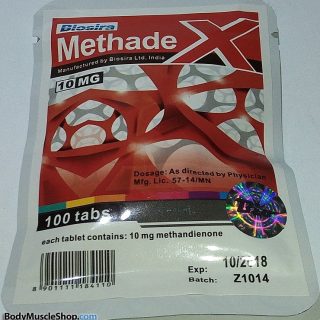 Biosira
Methade X
Manufactured by Biosira Ltd. India
10 MG
Dosage: As directed by Physician
Mfg. Lic: 57-14/MN
100 tabs
each tablet contains: 10 mg methandienone
8901111184110
Exp: 10/2018
Batch: Z1014
BodyMuscleShop.com